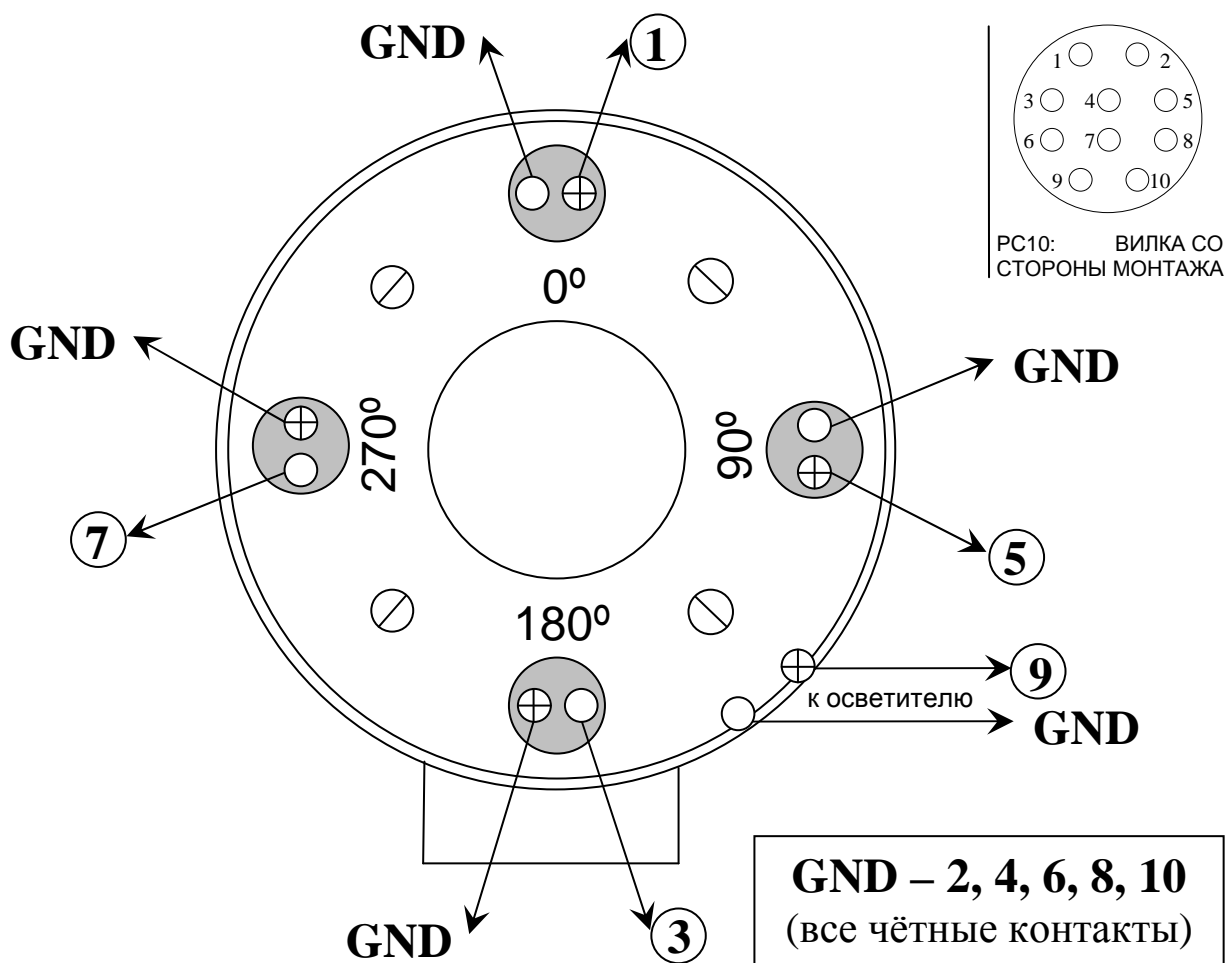 GND
1
1
2
3
4
5
6
7
8
9
10
РС10: ВИЛКА СО
СТОРОНЫ МОНТАЖА
0º
GND
GND
270º
90º
7
5
180º
9
к осветителю
GND
GND – 2, 4, 6, 8, 10
(все чётные контакты)
GND
3